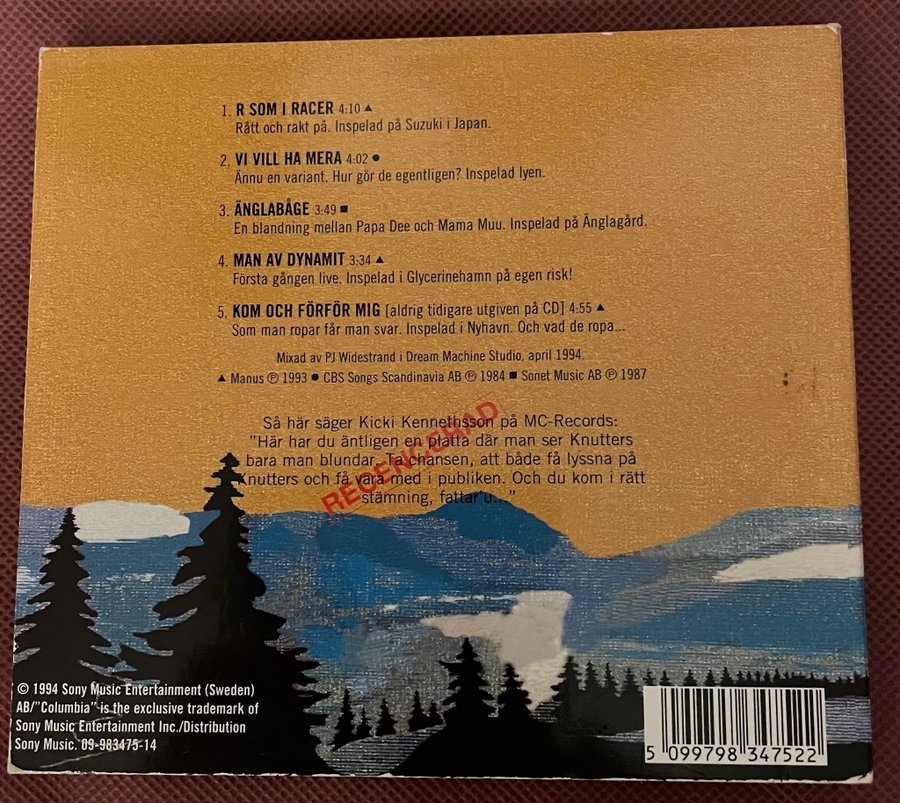 1. R SOM I RACER 4:10 ▲
Rått och rakt på. Inspelad på Suzuki i Japan.
2. VI VILL HA MERA 4:02 ●
Ännu en variant. Hur gör de egentligen? Inspelad Iyen.
3. ÄNGLABÅGE 3:49 ■
En blandning mellan Papa Dee och Mama Muu. Inspelad på Änglagård.
4. MAN AV DYNAMIT 3:34 ▲
Första gången live. Inspelad i Glycerinehamn på egen risk!
5. KOM OCH FÖRFÖR MIG [aldrig tidigare utgiven på CD] 4:55 ▲
Som man ropar får man svar. Inspelad i Nyhavn. Och vad de ropa...
Mixad av PJ Widestrand i Dream Machine Studio, april 1994.
▲ Manus ℗ 1993 ● CBS Songs Scandinavia AB ℗ 1984 ■ Sonet Music AB ℗ 1987
Så här säger Kicki Kennethsson på MC-Records:
"Här har du äntligen en platta där man ser Knutters
bara man blundar. Ta chansen, att både få lyssna på
Knutters och få vara med i publiken. Och du kom i rätt
stämning, fattar'u..."
RECENCERAD
© 1994 Sony Music Entertainment (Sweden)
AB/"Columbia" is the exclusive trademark of
Sony Music Entertainment Inc./Distribution
Sony Music. 09-983475-14
5 099798 347522